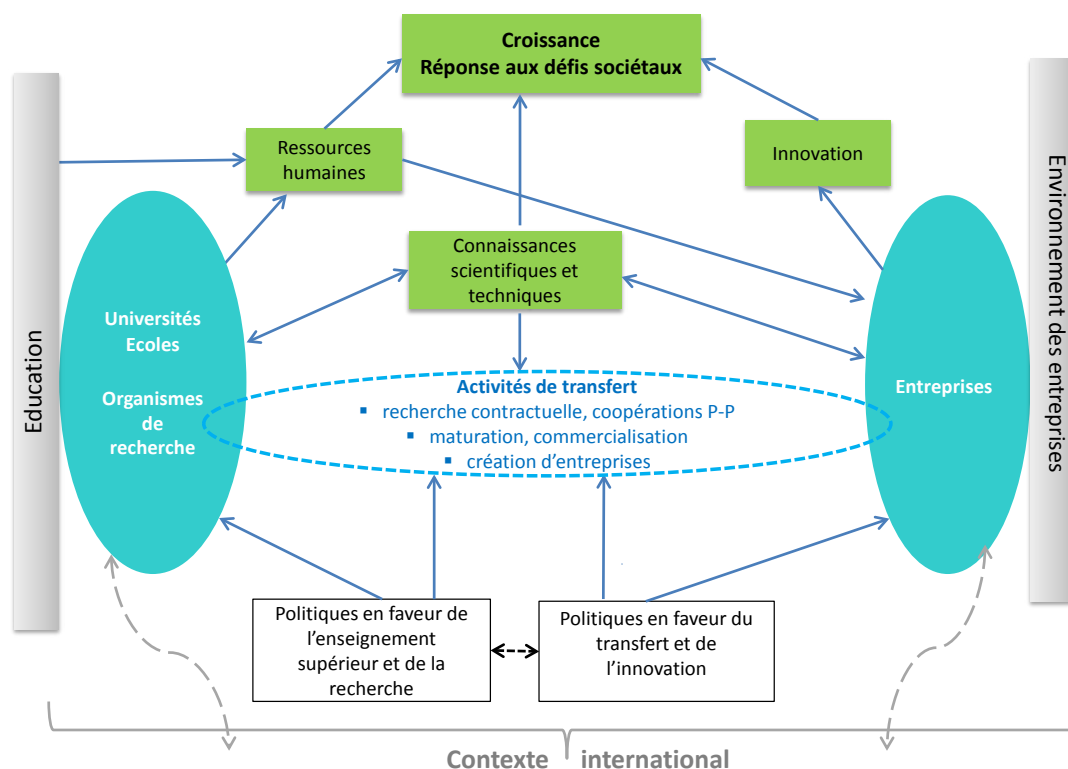 Croissance
Réponse aux défis sociétaux
Ressources
humaines
Innovation
Connaissances
scientifiques et
techniques
Education
Universités
Ecoles
Organismes
de
recherche
Activités de transfert
▪ recherche contractuelle, coopérations P-P
▪ maturation, commercialisation
▪ création d'entreprises
Entreprises
Environnement des entreprises
Politiques en faveur de
l'enseignement
supérieur et de la
recherche
Politiques en faveur du
transfert et de
l'innovation
Contexte international